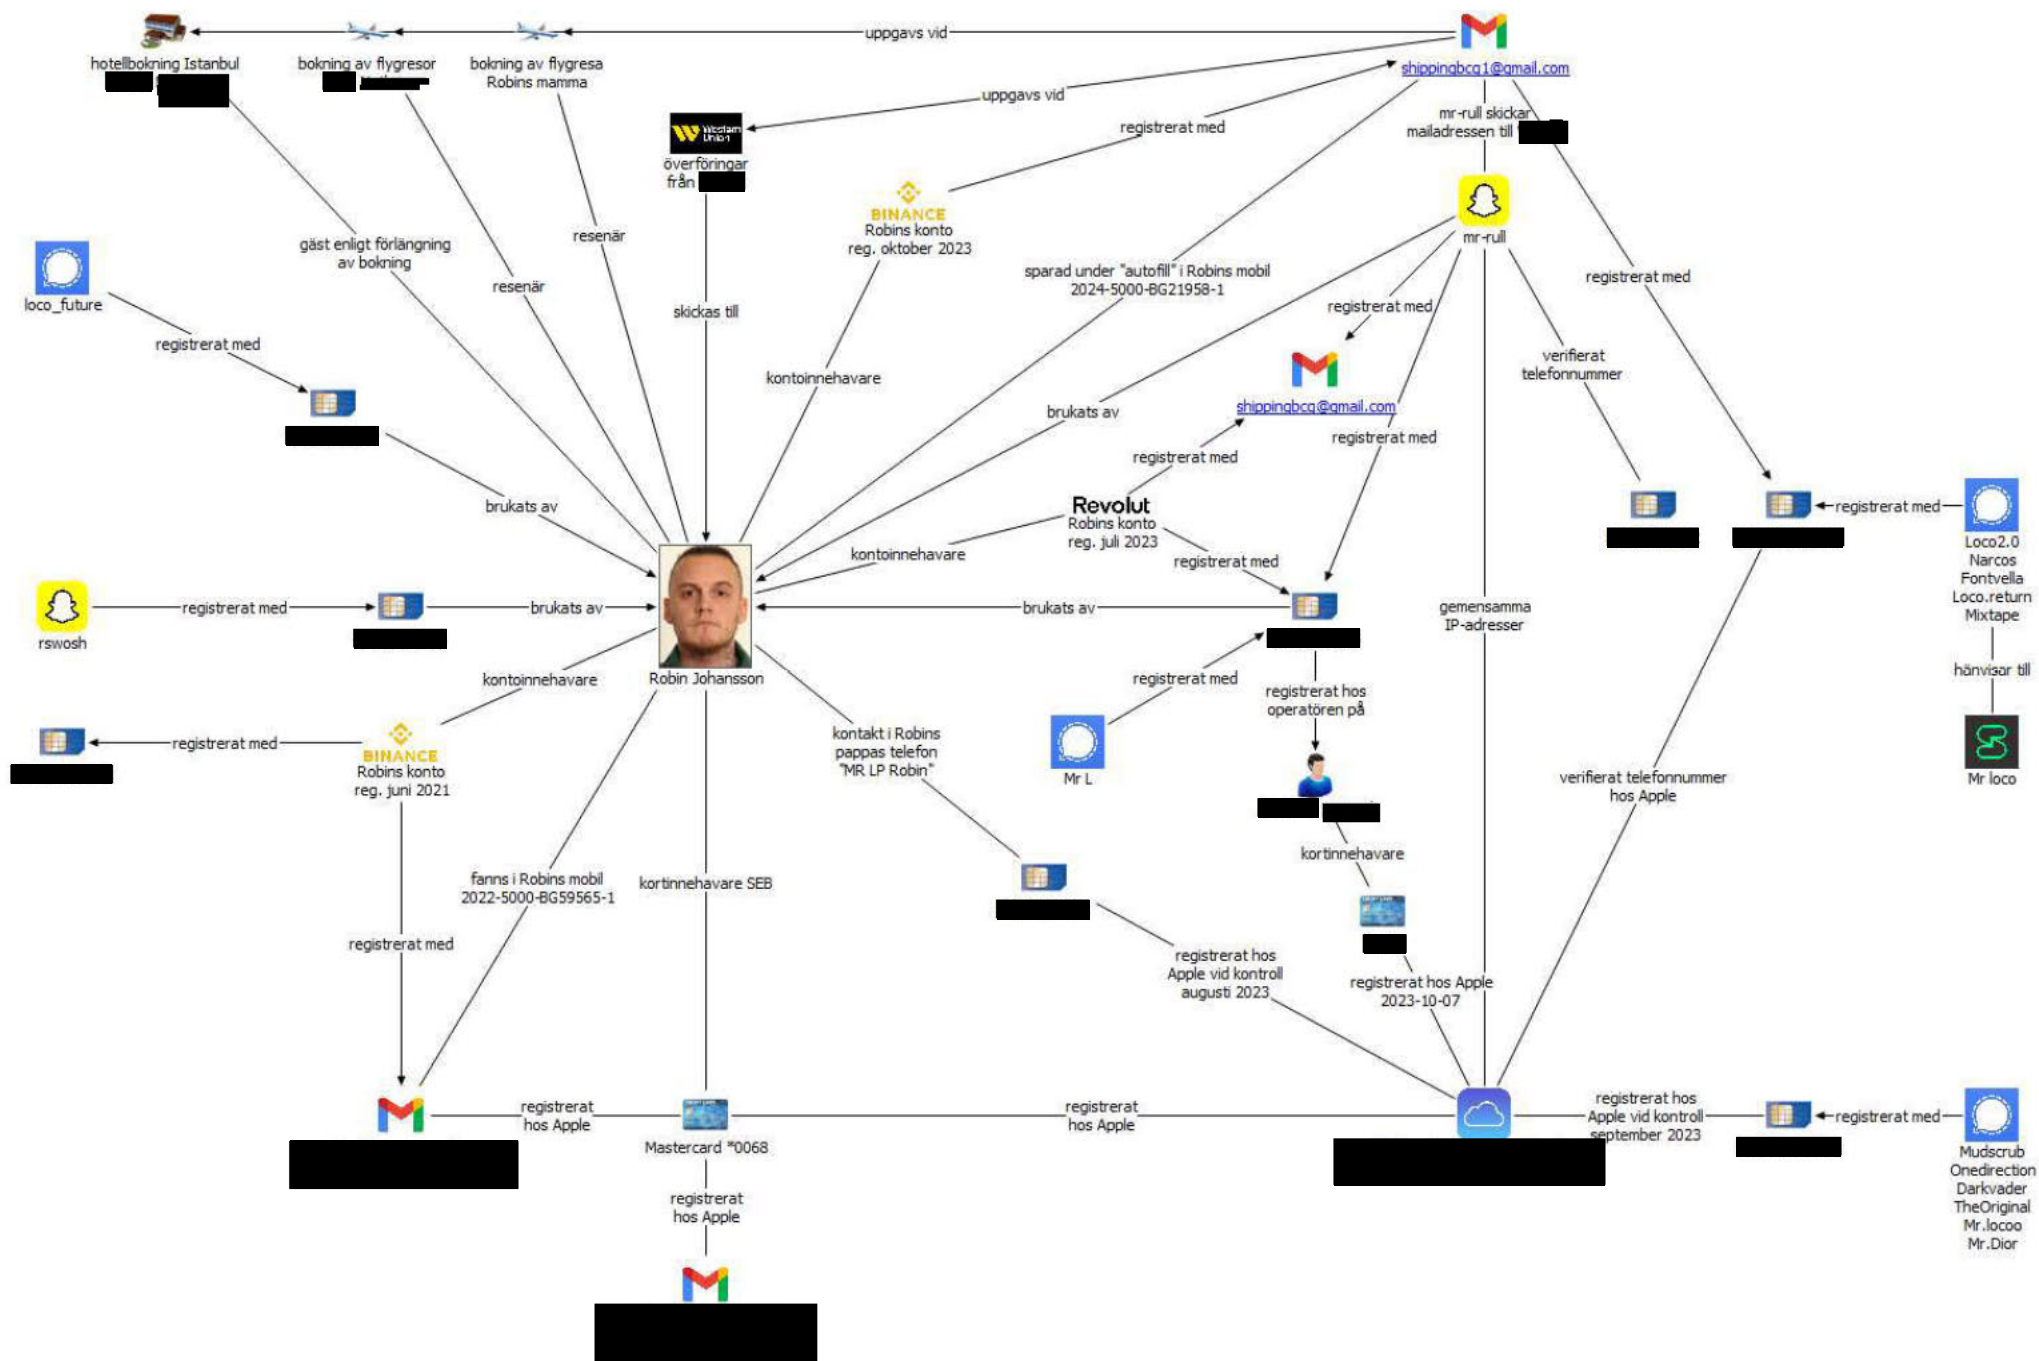 uppgavs vid
hotellbokning Istanbul
bokning av flygresor
bokning av flygresa
Robins mamma
shippingbcg1@gmail.com
uppgavs vid
Western
Union
överföringar
från
registrerat med
mr-rull skickar
mailadressen till
BINANCE
Robins konto
reg. oktober 2023
mr-rull
gäst enligt förlängning
av bokning
resenär
resenär
loco_future
sparad under "autofill" i Robins mobil
2024-5000-BG21958-1
registrerat med
skickas till
registrerat med
registrerat med
verifierat
telefonnummer
kontoinnehavare
shippingbcg@gmail.com
brukats av
registrerat med
registrerat med
brukats av
Revolut
Robins konto
reg. juli 2023
kontoinnehavare
registrerat med
registrerat med
Loco2.0
Narcos
Fontvella
Loco.return
Mixtape
rswosh
registrerat med
brukats av
brukats av
gemensamma
IP-adresser
Robin Johansson
kontoinnehavare
registrerat med
registrerat hos
operatören på
hänvisar till
registrerat med
BINANCE
Robins konto
reg. juni 2021
kontakt i Robins
pappas telefon
"MR LP Robin"
Mr L
verifierat telefonnummer
hos Apple
Mr loco
fanns i Robins mobil
2022-5000-BG59565-1
kortinnehavare SEB
kortinnehavare
registrerat med
registrerat hos
Apple vid kontroll
augusti 2023
registrerat hos Apple
2023-10-07
registrerat
hos Apple
Mastercard *0068
registrerat
hos Apple
registrerat hos
Apple vid kontroll
september 2023
registrerat med
registrerat
hos Apple
Mudscrub
Onedirection
Darkvader
TheOriginal
Mr.locoo
Mr.Dior